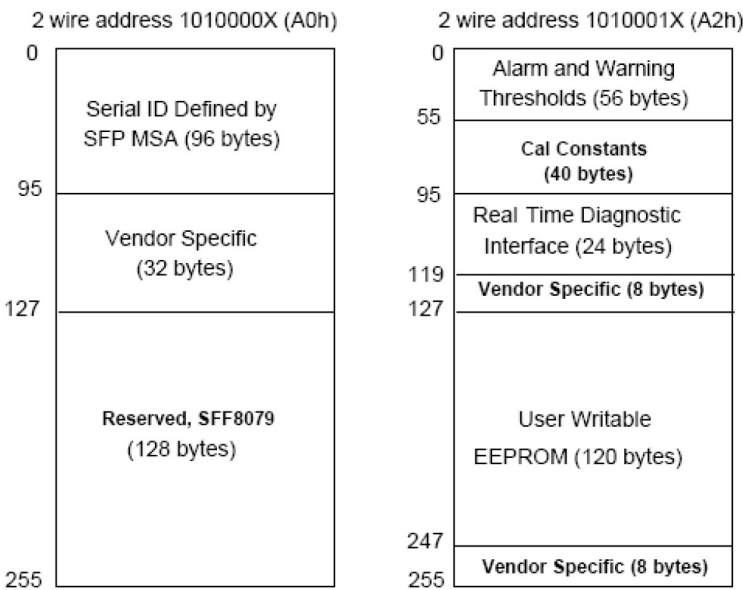 2 wire address 1010000X (A0h)
0
Serial ID Defined by
SFP MSA (96 bytes)
95
Vendor Specific
(32 bytes)
127
Reserved, SFF8079
(128 bytes)
255
2 wire address 1010001X (A2h)
0
Alarm and Warning
Thresholds (56 bytes)
55
Cal Constants
(40 bytes)
95
Real Time Diagnostic
Interface (24 bytes)
119
Vendor Specific (8 bytes)
127
User Writable
EEPROM (120 bytes)
247
Vendor Specific (8 bytes)
255